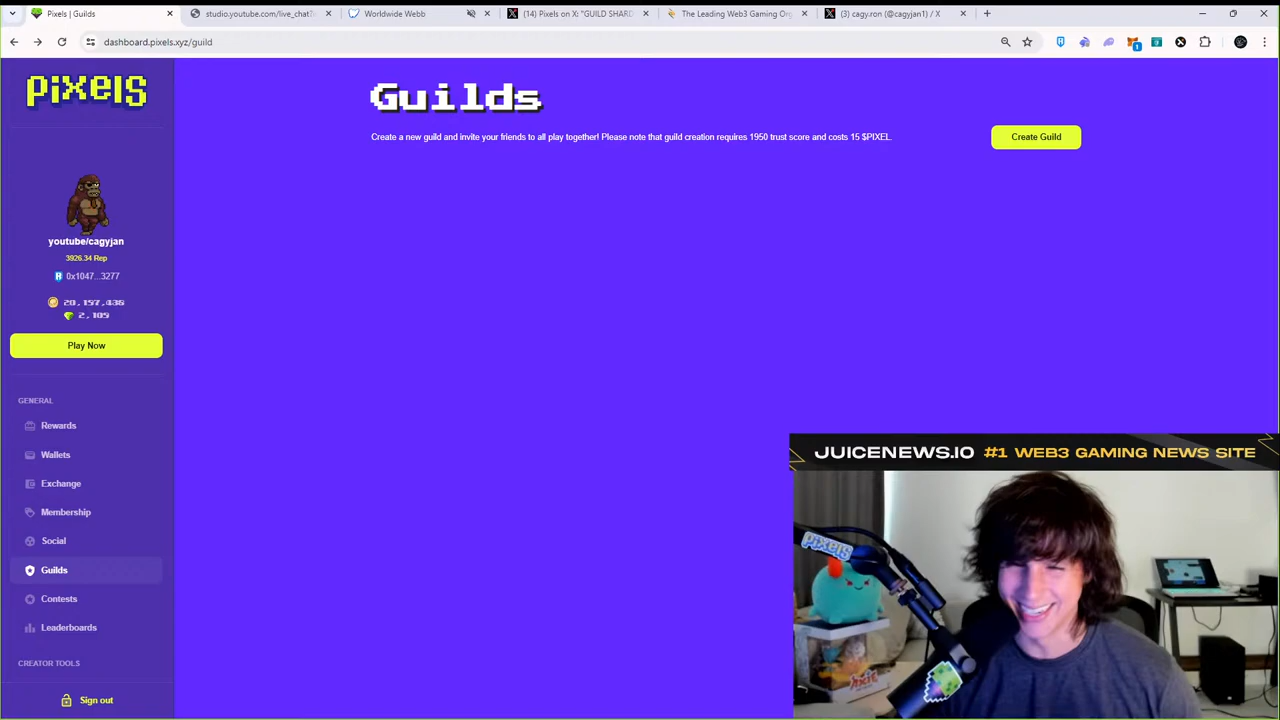 Pixels | Guilds
studio.youtube.com/live_chat?
Worldwide Webb
(14) Pixels on X: "GUILD SHARD
The Leading Web3 Gaming Org
(3) cagy.ron (@cagyjan1) / X
dashboard.pixels.xyz/guild
pixels
Guilds
Create a new guild and invite your friends to all play together! Please note that guild creation requires 1950 trust score and costs 15 $PIXEL.
Create Guild
youtube/cagyjan
3926.34 Rep
0x1047...3277
20,197,438
2,109
Play Now
GENERAL
Rewards
Wallets
Exchange
Membership
Social
Guilds
Contests
Leaderboards
CREATOR TOOLS
Sign out
JUICENEWS.IO #1 WEB3 GAMING NEWS SITE
pixels
Axie